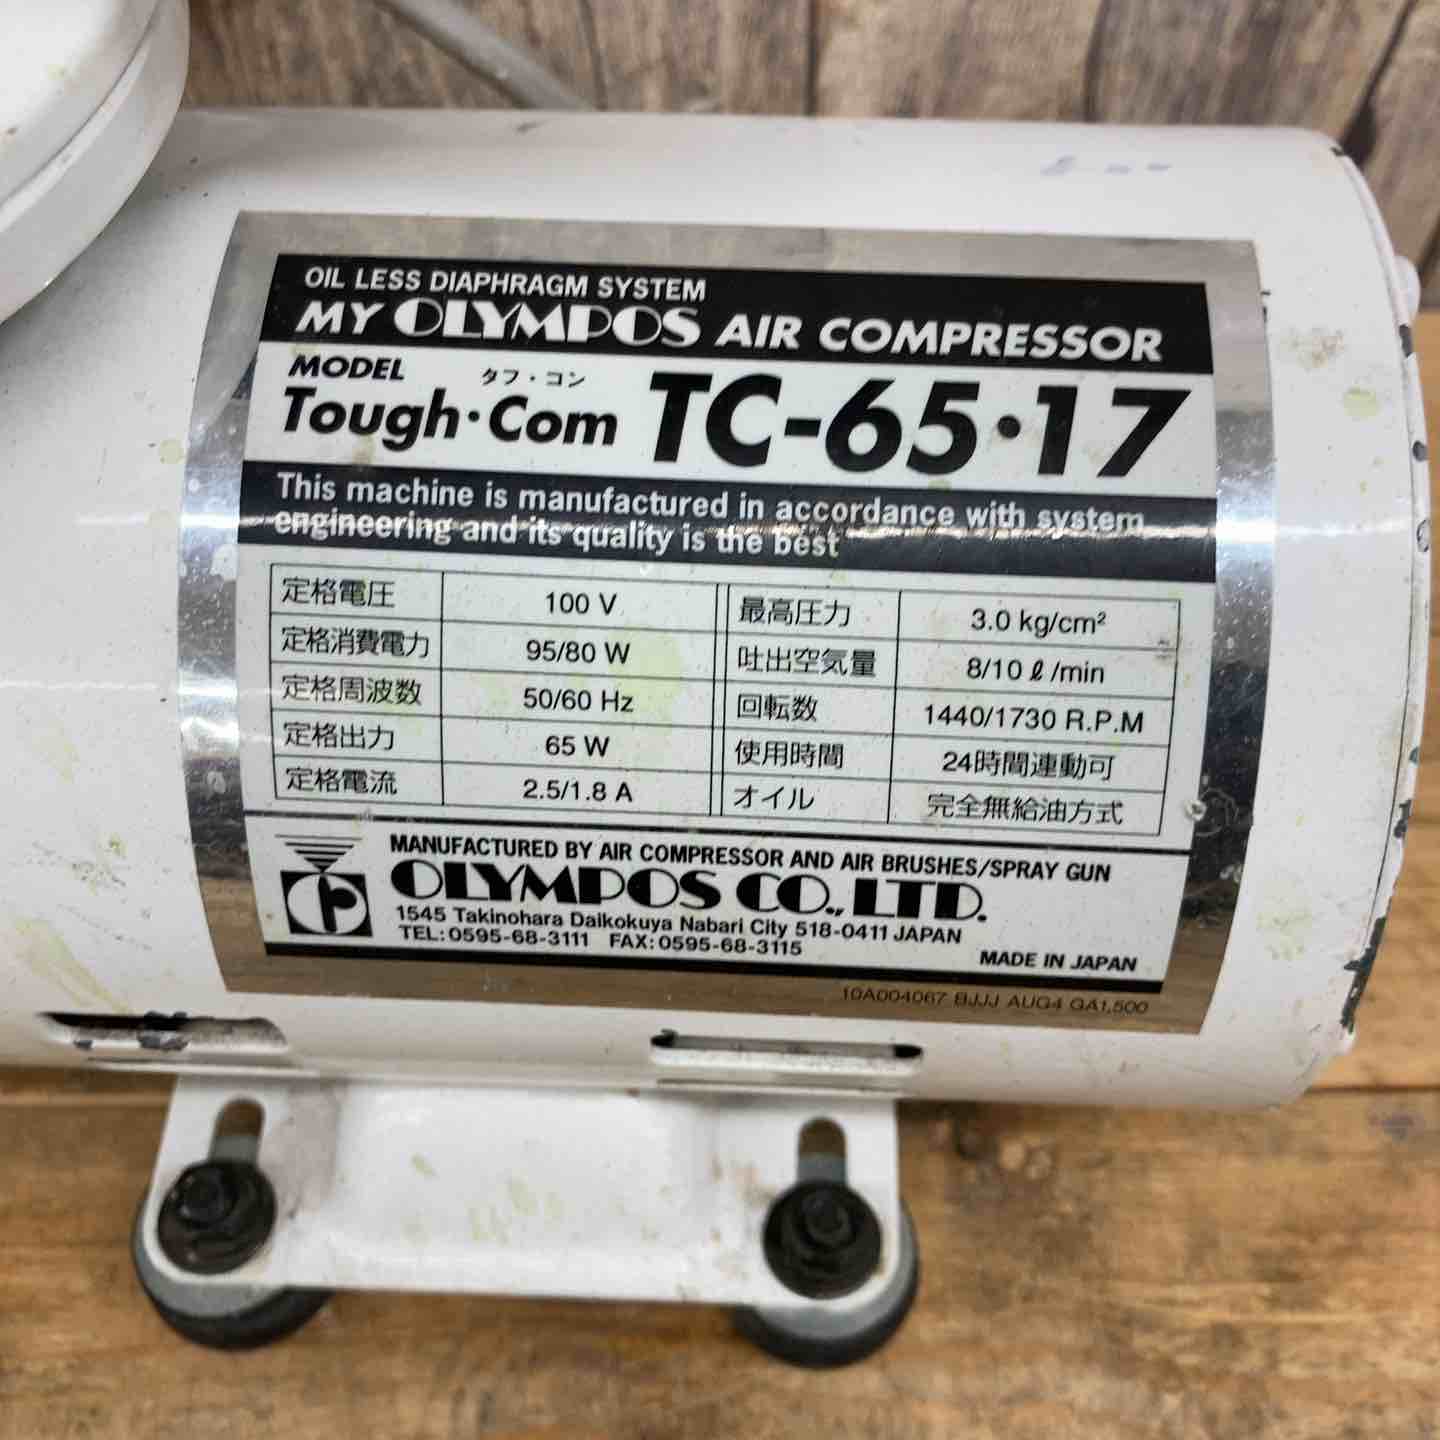 OIL LESS DIAPHRAGM SYSTEM
MY OLYMPOS AIR COMPRESSOR
MODEL タフ・コン
Tough・Com TC-65・17
This machine is manufactured in accordance with system
engineering and its quality is the best
定格電圧 100 V 最高圧力 3.0 kg/cm²
定格消費電力 95/80 W 吐出空気量 8/10 ℓ /min
定格周波数 50/60 Hz 回転数 1440/1730 R.P.M
定格出力 65 W 使用時間 24時間連動可
定格電流 2.5/1.8 A オイル 完全無給油方式
MANUFACTURED BY AIR COMPRESSOR AND AIR BRUSHES/SPRAY GUN
OLYMPOS CO., LTD.
1545 Takinohara Daikokuya Nabari City 518-0411 JAPAN
TEL:0595-68-3111 FAX:0595-68-3115
MADE IN JAPAN
10A004067 BJJJ AUG4 GA1,500